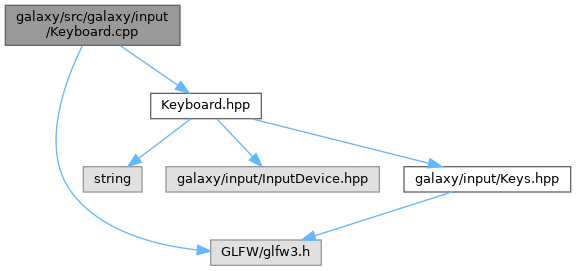 galaxy/src/galaxy/input
/Keyboard.cpp
Keyboard.hpp
string
galaxy/input/InputDevice.hpp
galaxy/input/Keys.hpp
GLFW/glfw3.h